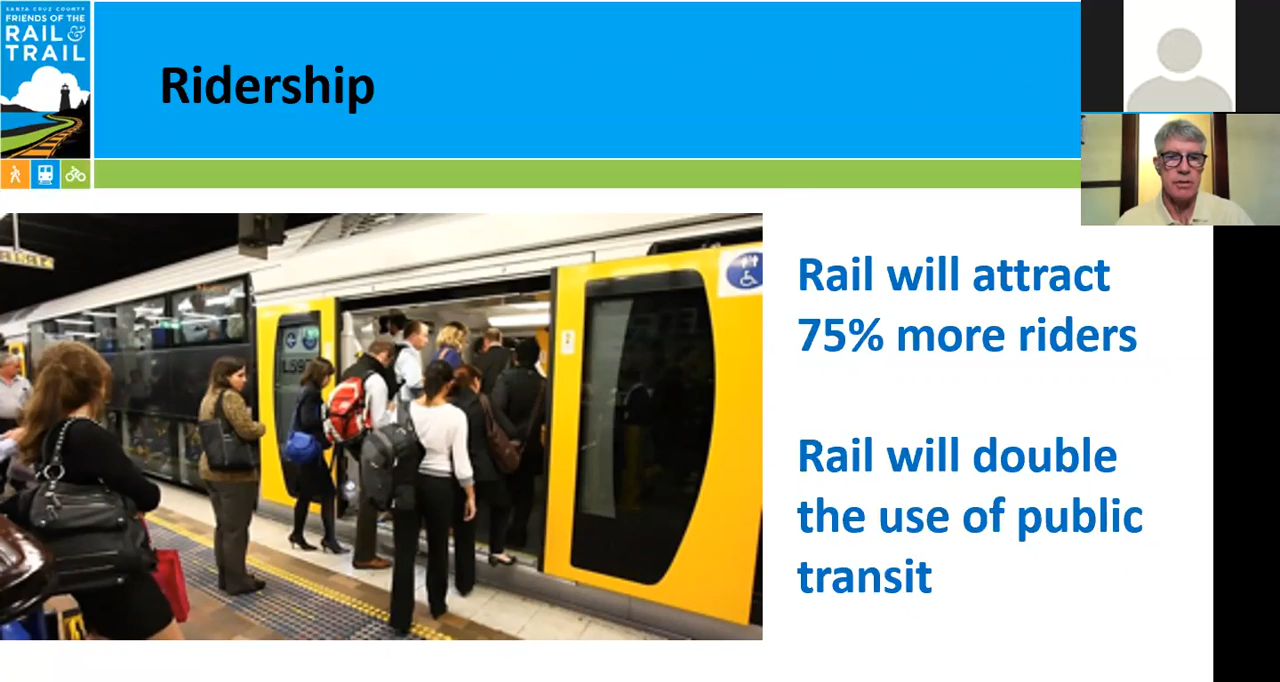 SANTA CRUZ COUNTY
FRIENDS OF THE
RAIL &
TRAIL
Ridership
Rail will attract
75% more riders
Rail will double
the use of public
transit